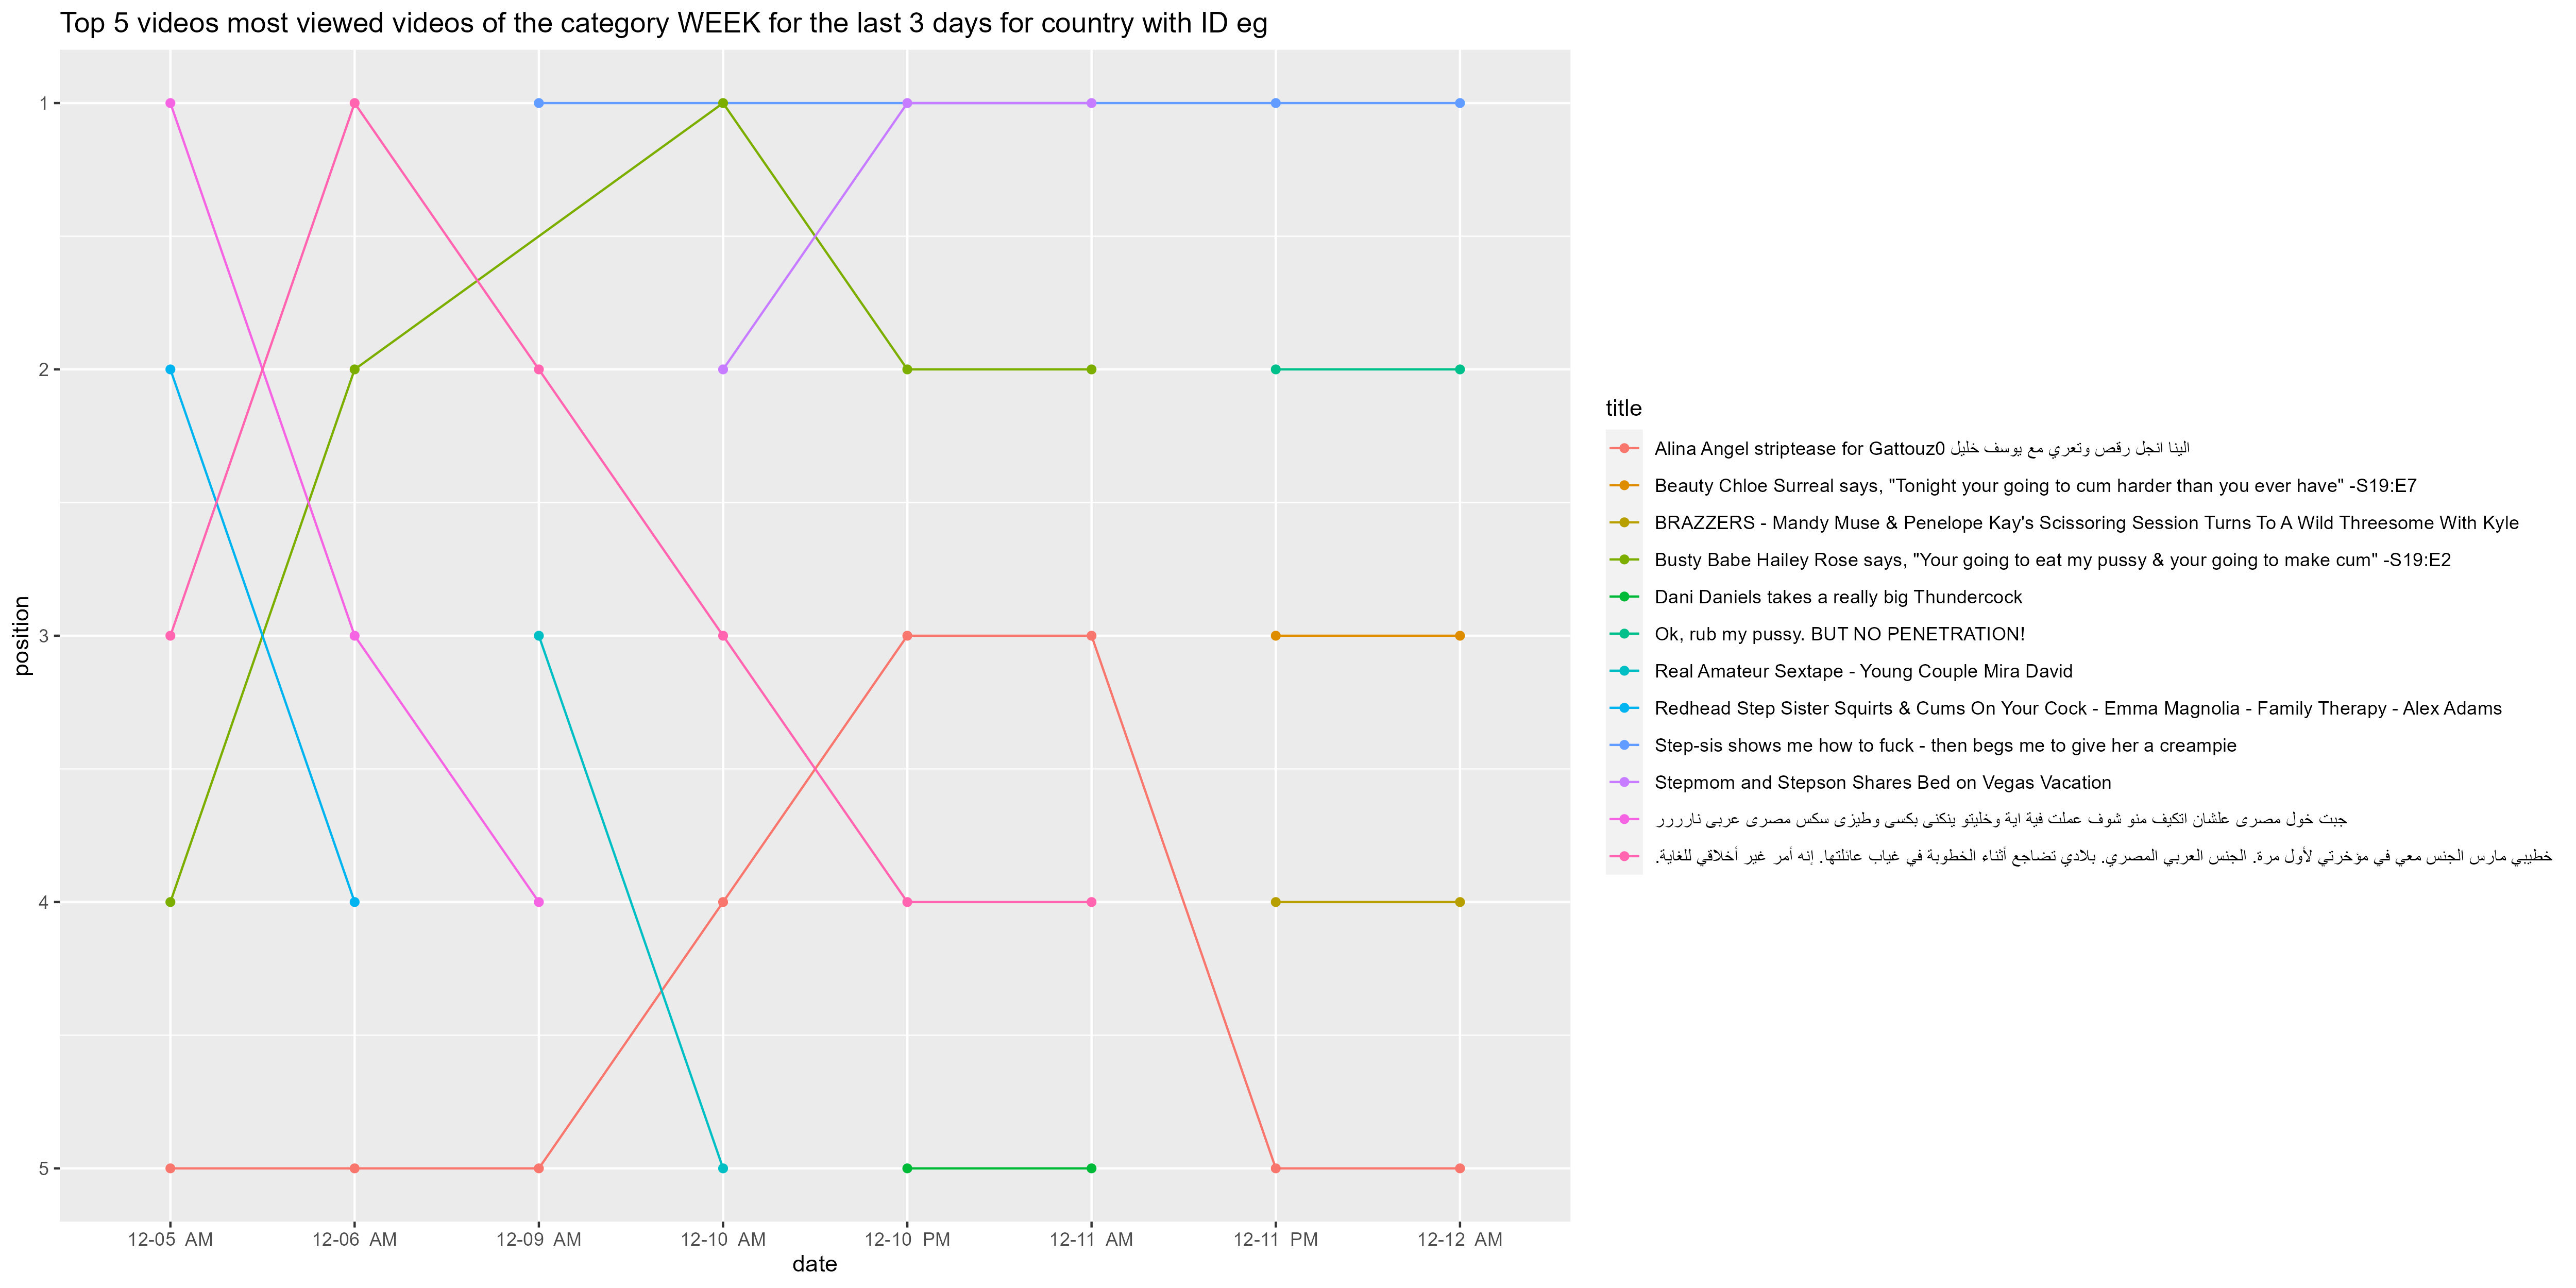 Top 5 videos most viewed videos of the category WEEK for the last 3 days for country with ID eg
position
1
2
3
4
5
12-05 AM
12-06 AM
12-09 AM
12-10 AM
12-10 PM
12-11 AM
12-11 PM
12-12 AM
date
title
Alina Angel striptease for Gattouz0 الينا انجل رقص وتعري مع يوسف خليل
Beauty Chloe Surreal says, "Tonight your going to cum harder than you ever have" -S19:E7
BRAZZERS - Mandy Muse & Penelope Kay's Scissoring Session Turns To A Wild Threesome With Kyle
Busty Babe Hailey Rose says, "Your going to eat my pussy & your going to make cum" -S19:E2
Dani Daniels takes a really big Thundercock
Ok, rub my pussy. BUT NO PENETRATION!
Real Amateur Sextape - Young Couple Mira David
Redhead Step Sister Squirts & Cums On Your Cock - Emma Magnolia - Family Therapy - Alex Adams
Step-sis shows me how to fuck - then begs me to give her a creampie
Stepmom and Stepson Shares Bed on Vegas Vacation
جبت خول مصرى علشان اتكيف منو شوف عملت فية اية وخليتو ينكنى بكسى وطيزى سكس مصرى عربى نارررر
خطيبي مارس الجنس معي في مؤخرتي لأول مرة. الجنس العربي المصري. بلادي تضاجع أثناء الخطوبة في غياب عائلتها. إنه أمر غير أخلاقي للغاية.